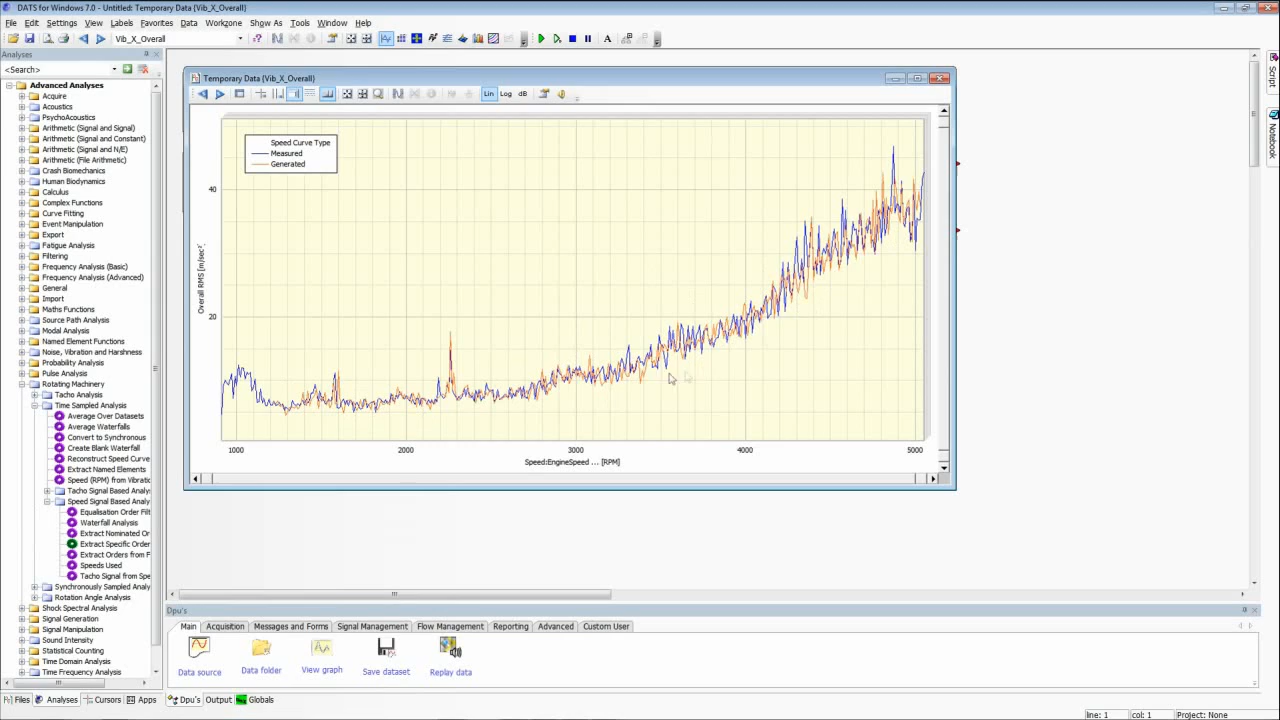 DATS for Windows 7.0 - Untitled: Temporary Data {Vib_X_Overall}
File Edit Settings View Labels Favorites Data Workzone Show As Tools Window Help
Vib_X_Overall
A
Analyses
<Search>
Advanced Analyses
Acquire
Acoustics
PsychoAcoustics
Arithmetic (Signal and Signal)
Arithmetic (Signal and Constant)
Arithmetic (Signal and N/E)
Arithmetic (File Arithmetic)
Crash Biomechanics
Human Biodynamics
Calculus
Complex Functions
Curve Fitting
Event Manipulation
Export
Fatigue Analysis
Filtering
Frequency Analysis (Basic)
Frequency Analysis (Advanced)
General
Import
Maths Functions
Source Path Analysis
Modal Analysis
Named Element Functions
Noise, Vibration and Harshness
Probability Analysis
Pulse Analysis
Rotating Machinery
Tacho Analysis
Time Sampled Analysis
Average Over Datasets
Average Waterfalls
Convert to Synchronous
Create Blank Waterfall
Reconstruct Speed Curve
Extract Named Elements
Speed (RPM) from Vibratio
Tacho Signal Based Analy
Speed Signal Based Analy
Equalisation Order Filt
Waterfall Analysis
Extract Nominated Or
Extract Specific Order
Extract Orders from F
Speeds Used
Tacho Signal from Spe
Synchronously Sampled Analy
Rotation Angle Analysis
Shock Spectral Analysis
Signal Generation
Signal Manipulation
Sound Intensity
Statistical Counting
Time Domain Analysis
Time Frequency Analysis
Files Analyses Cursors Apps
Temporary Data {Vib_X_Overall}
Lin Log dB
Speed Curve Type
Measured
Generated
40
20
Overall RMS [m/sec²
1000 2000 3000 4000 5000
Speed:EngineSpeed ... [RPM]
Script
Notebook
Dpu's
Main Acquisition Messages and Forms Signal Management Flow Management Reporting Advanced Custom User
Data source Data folder View graph Save dataset Replay data
Dpu's Output Globals
line: 1 col: 1 Project: None